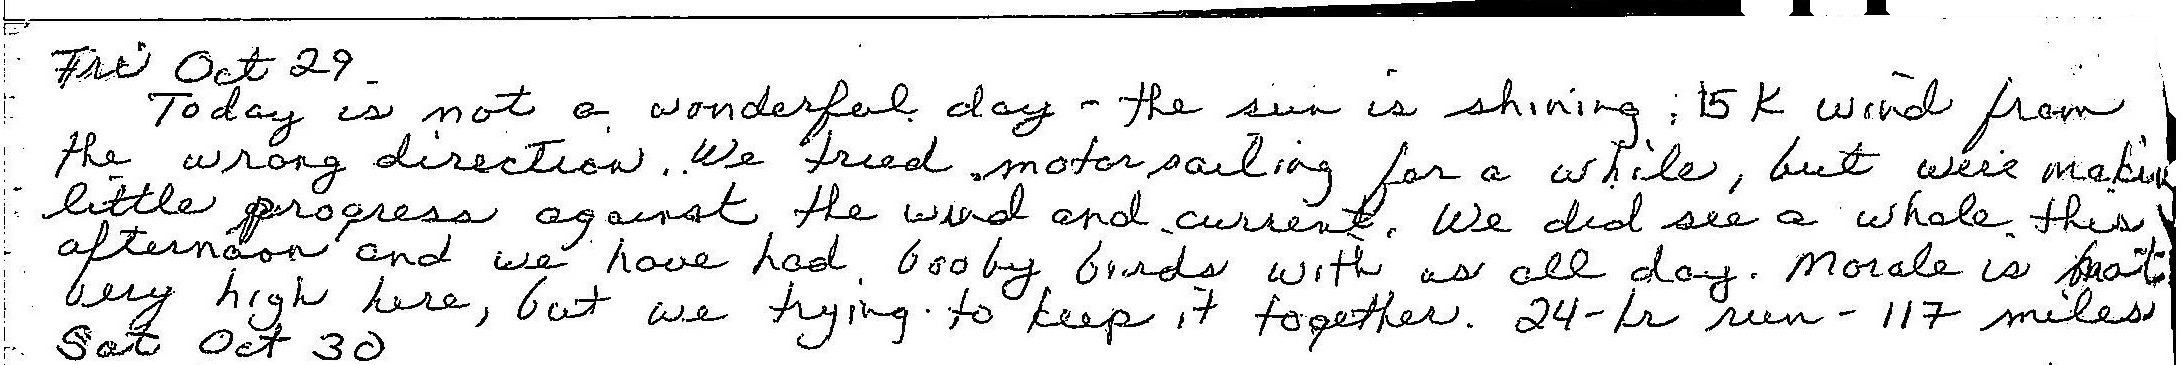 Fri Oct 29
Today is not a wonderful day - the sun is shining; 15 K wind from
the wrong direction. We tried motorsailing for a while, but were makin
little progress against the wind and current. We did see a whale this
afternoon and we have had booby birds with us all day. Morale is not
very high here, but we trying to keep it together. 24-hr run - 117 miles
Sat Oct 30